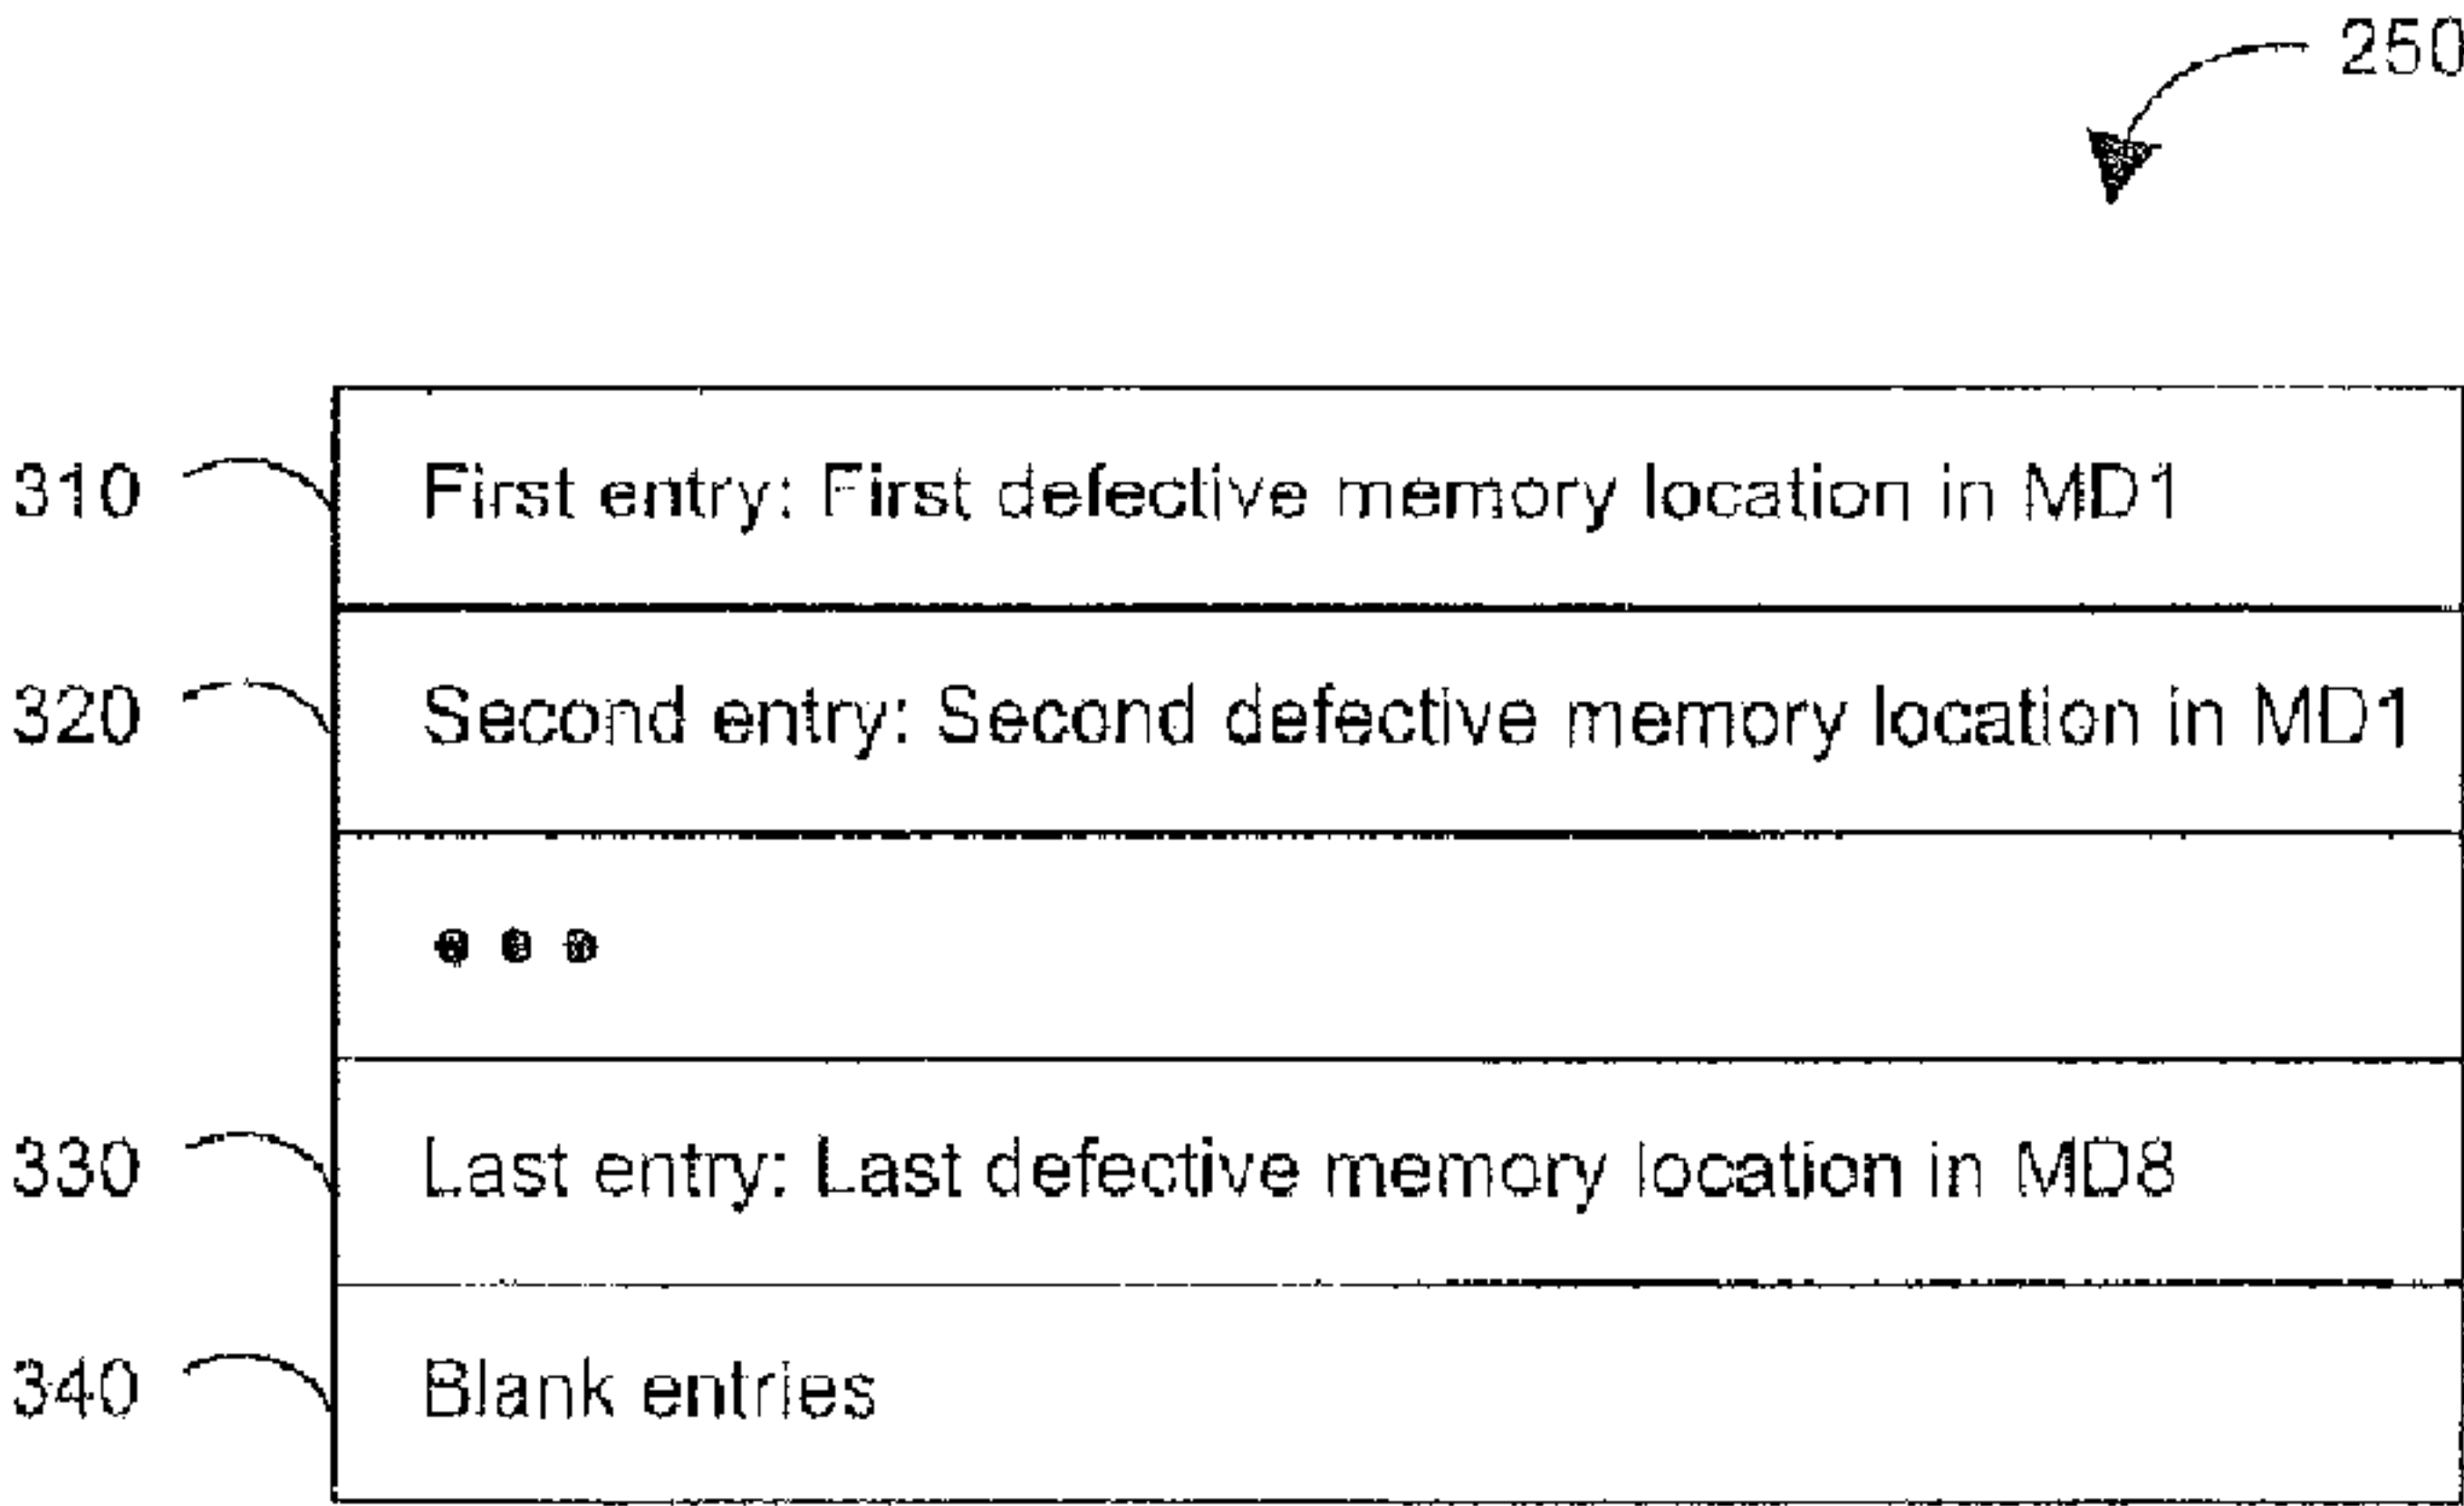 250
310 First entry: First defective memory location in MD1
320 Second entry: Second defective memory location in MD1
• • •
330 Last entry: Last defective memory location in MD8
340 Blank entries